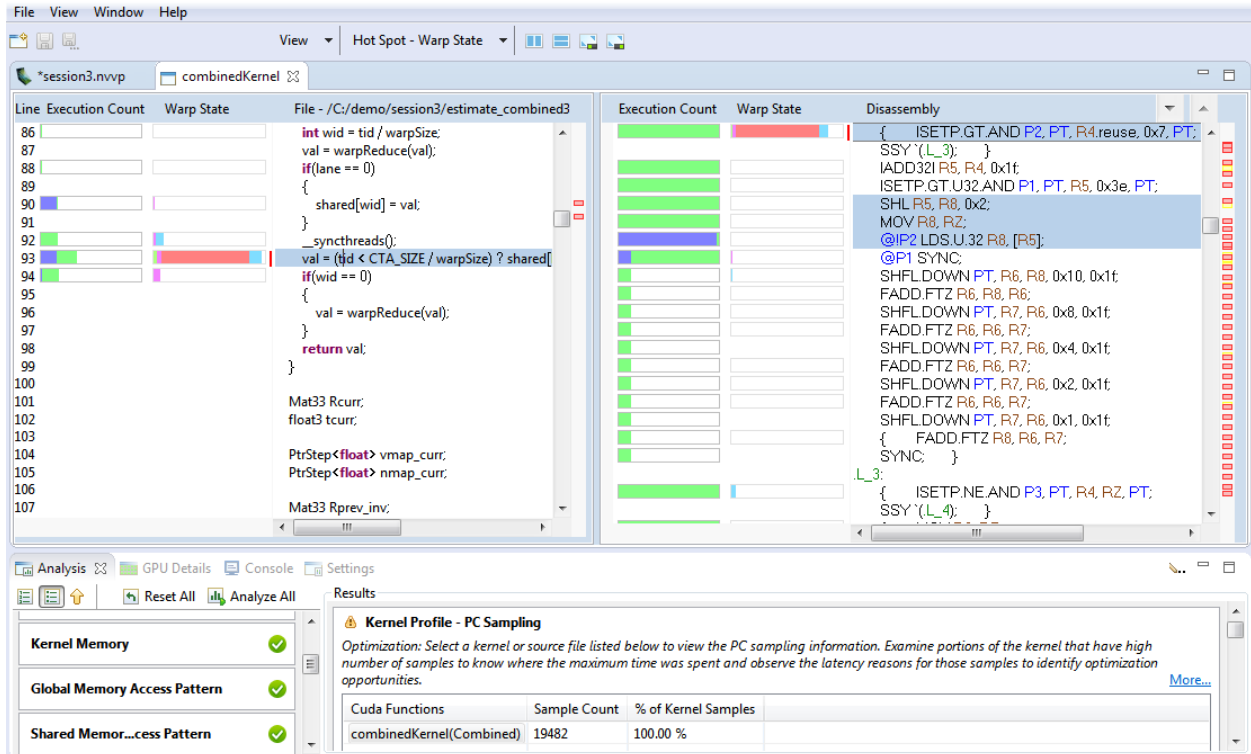 File View Window Help
View Hot Spot - Warp State
*session3.nvvp combinedKernel
Line Execution Count Warp State File - /C:/demo/session3/estimate_combined3
86 int wid = tid / warpSize;
87 val = warpReduce(val);
88 if(lane == 0)
89 {
90 shared[wid] = val;
91 }
92 __syncthreads();
93 val = (tid < CTA_SIZE / warpSize) ? shared[
94 if(wid == 0)
95 {
96 val = warpReduce(val);
97 }
98 return val;
99 }
100
101 Mat33 Rcurr;
102 float3 tcurr;
103
104 PtrStep<float> vmap_curr;
105 PtrStep<float> nmap_curr;
106
107 Mat33 Rprev_inv;
Execution Count Warp State Disassembly
{ ISETP.GT.AND P2, PT, R4.reuse, 0x7, PT;
SSY `(.L_3); }
IADD32I R5, R4, 0x1f;
ISETP.GT.U32.AND P1, PT, R5, 0x3e, PT;
SHL R5, R8, 0x2;
MOV R8, RZ;
@!P2 LDS.U.32 R8, [R5];
@P1 SYNC;
SHFL.DOWN PT, R6, R8, 0x10, 0x1f;
FADD.FTZ R6, R8, R6;
SHFL.DOWN PT, R7, R6, 0x8, 0x1f;
FADD.FTZ R6, R6, R7;
SHFL.DOWN PT, R7, R6, 0x4, 0x1f;
FADD.FTZ R6, R6, R7;
SHFL.DOWN PT, R7, R6, 0x2, 0x1f;
FADD.FTZ R6, R6, R7;
SHFL.DOWN PT, R7, R6, 0x1, 0x1f;
{ FADD.FTZ R8, R6, R7;
SYNC; }
.L_3:
{ ISETP.NE.AND P3, PT, R4, RZ, PT;
SSY `(.L_4); }
Analysis GPU Details Console Settings
Reset All Analyze All
Kernel Memory
Global Memory Access Pattern
Shared Memor...cess Pattern
Results
Kernel Profile - PC Sampling
Optimization: Select a kernel or source file listed below to view the PC sampling information. Examine portions of the kernel that have high
number of samples to know where the maximum time was spent and observe the latency reasons for those samples to identify optimization
opportunities. More...
Cuda Functions Sample Count % of Kernel Samples
combinedKernel(Combined) 19482 100.00 %